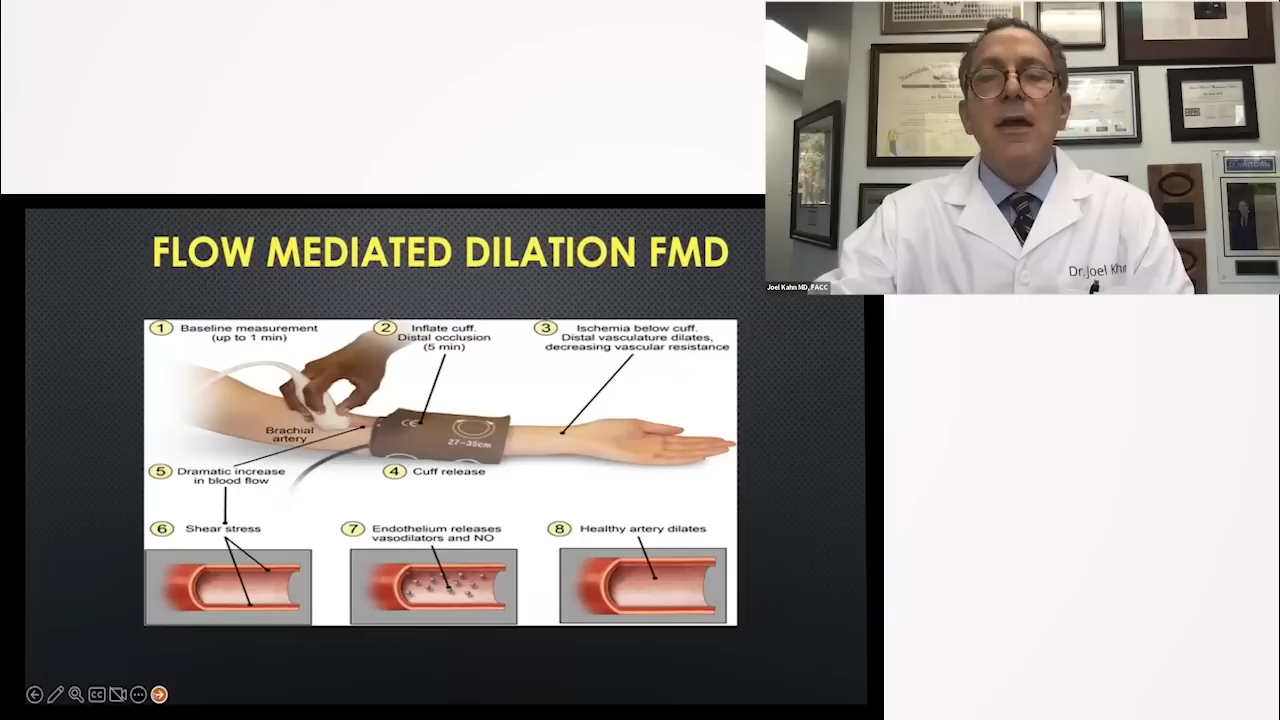 FLOW MEDIATED DILATION FMD
1 Baseline measurement
(up to 1 min)
2 Inflate cuff.
Distal occlusion
(5 min)
3 Ischemia below cuff.
Distal vasculature dilates,
decreasing vascular resistance
Brachial
artery
CE
27-35cm
5 Dramatic increase
in blood flow
4 Cuff release
6 Shear stress
7 Endothelium releases
vasodilators and NO
8 Healthy artery dilates
CC
Dr. Joel
Joel Kahn MD, FACC